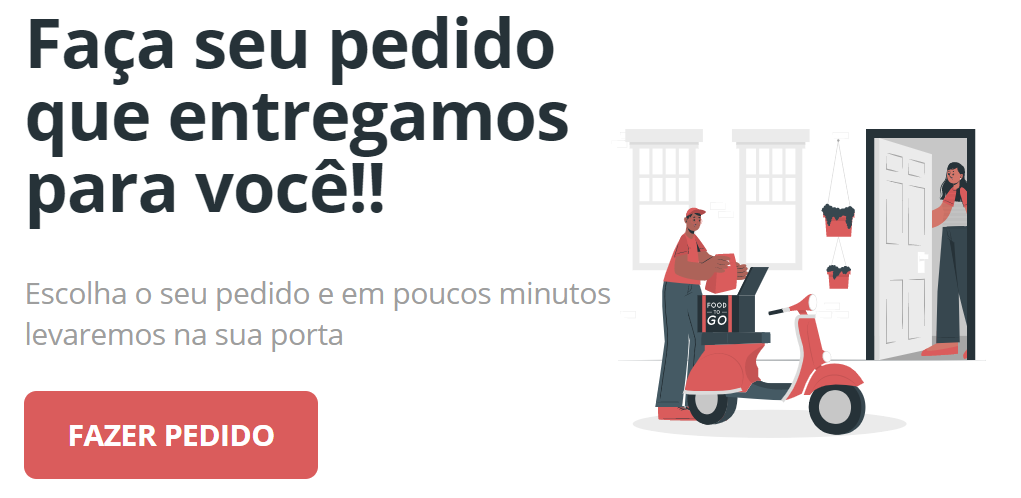 Faça seu pedido
que entregamos
para você!!
Escolha o seu pedido e em poucos minutos
levaremos na sua porta
FAZER PEDIDO
FOOD
TO
GO